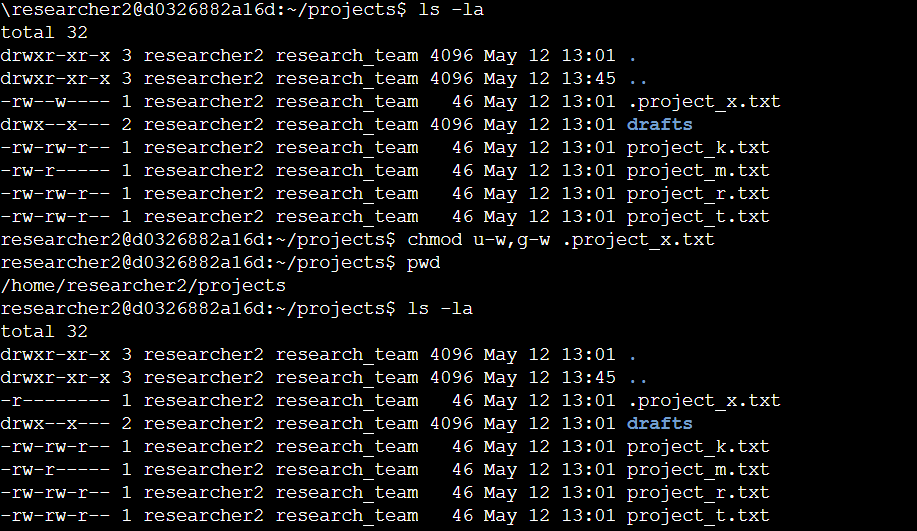 \researcher2@d0326882a16d:~/projects$ ls -la
total 32
drwxr-xr-x 3 researcher2 research_team 4096 May 12 13:01 .
drwxr-xr-x 3 researcher2 research_team 4096 May 12 13:45 ..
-rw--w---- 1 researcher2 research_team   46 May 12 13:01 .project_x.txt
drwx--x--- 2 researcher2 research_team 4096 May 12 13:01 drafts
-rw-rw-r-- 1 researcher2 research_team   46 May 12 13:01 project_k.txt
-rw-r----- 1 researcher2 research_team   46 May 12 13:01 project_m.txt
-rw-rw-r-- 1 researcher2 research_team   46 May 12 13:01 project_r.txt
-rw-rw-r-- 1 researcher2 research_team   46 May 12 13:01 project_t.txt
researcher2@d0326882a16d:~/projects$ chmod u-w,g-w .project_x.txt
researcher2@d0326882a16d:~/projects$ pwd
/home/researcher2/projects
researcher2@d0326882a16d:~/projects$ ls -la
total 32
drwxr-xr-x 3 researcher2 research_team 4096 May 12 13:01 .
drwxr-xr-x 3 researcher2 research_team 4096 May 12 13:45 ..
-r-------- 1 researcher2 research_team   46 May 12 13:01 .project_x.txt
drwx--x--- 2 researcher2 research_team 4096 May 12 13:01 drafts
-rw-rw-r-- 1 researcher2 research_team   46 May 12 13:01 project_k.txt
-rw-r----- 1 researcher2 research_team   46 May 12 13:01 project_m.txt
-rw-rw-r-- 1 researcher2 research_team   46 May 12 13:01 project_r.txt
-rw-rw-r-- 1 researcher2 research_team   46 May 12 13:01 project_t.txt